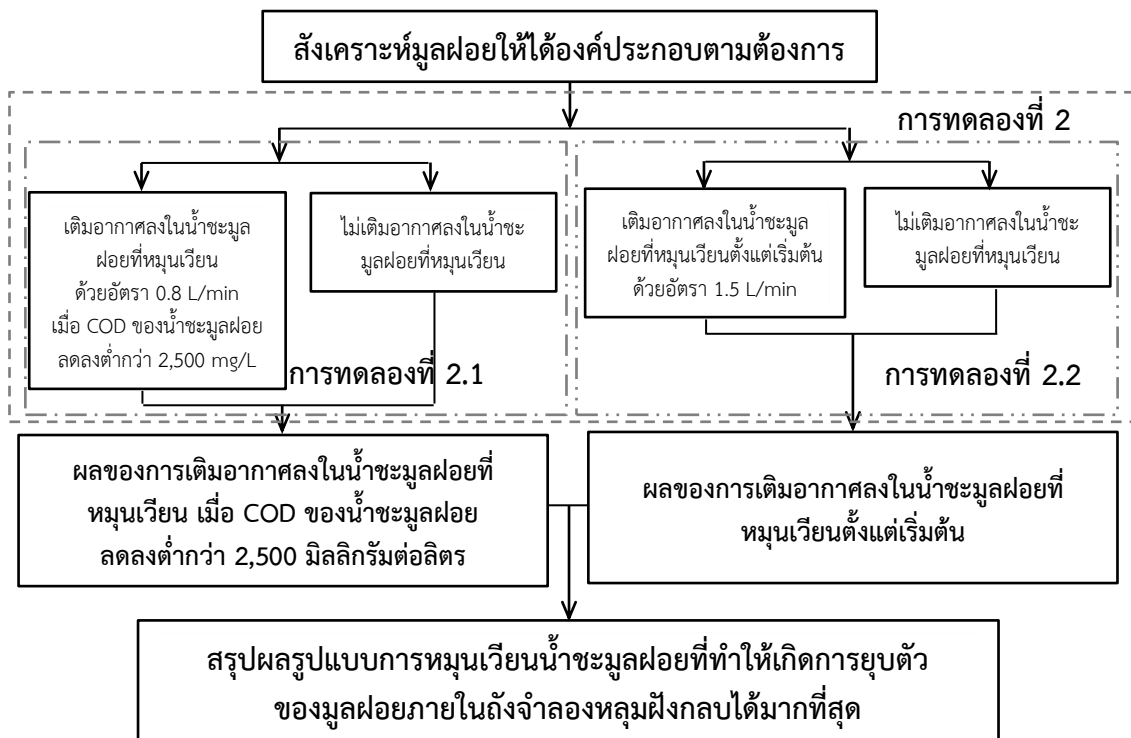 สังเคราะห์มูลฝอยให้ได้องค์ประกอบตามต้องการ
การทดลองที่ 2
เติมอากาศลงในน้ำชะมูล
ฝอยที่หมุนเวียน
ด้วยอัตรา 0.8 L/min
เมื่อ COD ของน้ำชะมูลฝอย
ลดลงต่ำกว่า 2,500 mg/L
ไม่เติมอากาศลงในน้ำชะ
มูลฝอยที่หมุนเวียน
การทดลองที่ 2.1
เติมอากาศลงในน้ำชะมูล
ฝอยที่หมุนเวียนตั้งแต่เริ่มต้น
ด้วยอัตรา 1.5 L/min
ไม่เติมอากาศลงในน้ำชะ
มูลฝอยที่หมุนเวียน
การทดลองที่ 2.2
ผลของการเติมอากาศลงในน้ำชะมูลฝอยที่
หมุนเวียน เมื่อ COD ของน้ำชะมูลฝอย
ลดลงต่ำกว่า 2,500 มิลลิกรัมต่อลิตร
ผลของการเติมอากาศลงในน้ำชะมูลฝอยที่
หมุนเวียนตั้งแต่เริ่มต้น
สรุปผลรูปแบบการหมุนเวียนน้ำชะมูลฝอยที่ทำให้เกิดการยุบตัว
ของมูลฝอยภายในถังจำลองหลุมฝังกลบได้มากที่สุด